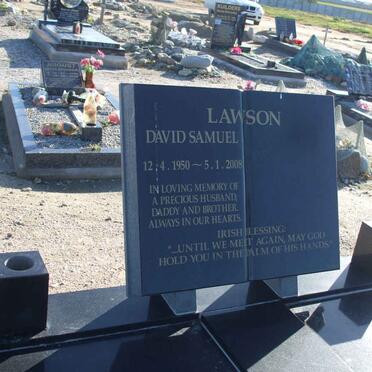 LAWSON
DAVID SAMUEL
12.4.1950 ~ 5.1.2008
IN LOVING MEMORY OF
A PRECIOUS HUSBAND,
DADDY AND BROTHER.
ALWAYS IN OUR HEARTS.
IRISH BLESSING:
"...UNTIL WE MEET AGAIN, MAY GOD
HOLD YOU IN THE PALM OF HIS HANDS"